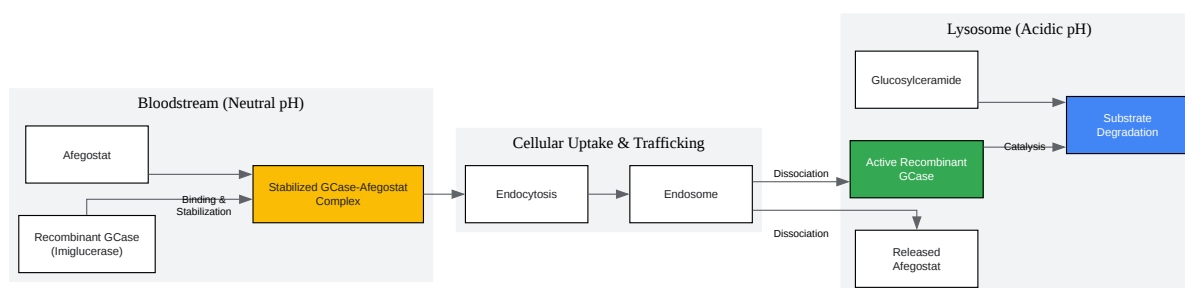 Bloodstream (Neutral pH)
Afegostat
Recombinant GCase
(Imiglucerase)
Binding &
Stabilization
Stabilized GCase-Afegostat
Complex
Cellular Uptake & Trafficking
Endocytosis
Endosome
Dissociation
Dissociation
Lysosome (Acidic pH)
Glucosylceramide
Active Recombinant
GCase
Released
Afegostat
Catalysis
Substrate
Degradation